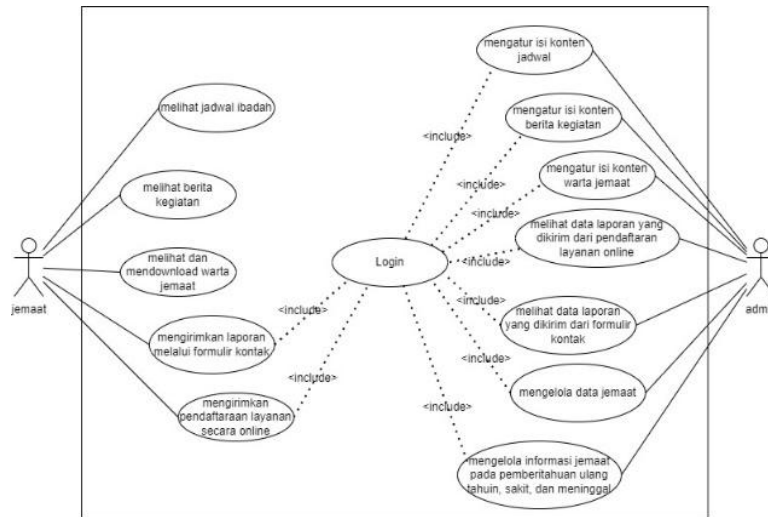 mengatur isi konten
jadwal
melihat jadwal ibadah
mengatur isi konten
berita kegiatan
<include>
melihat berita
kegiatan
mengatur isi konten
warta jemaat
<include>
<include>
melihat data laporan yang
dikirim dari pendaftaran
layanan online
Login
<include>
melihat dan
mendownload warta
jemaat
jemaat
admi
<include>
<include>
melihat data laporan
yang dikirim dari formulir
kontak
mengirimkan laporan
melalui formulir kontak
<include>
<include>
mengelola data jemaat
mengirimkan
pendaftaraan layanan
secara online
<include>
mengelola informasi jemaat
pada pemberitahuan ulang
tahuin, sakit, dan meninggal